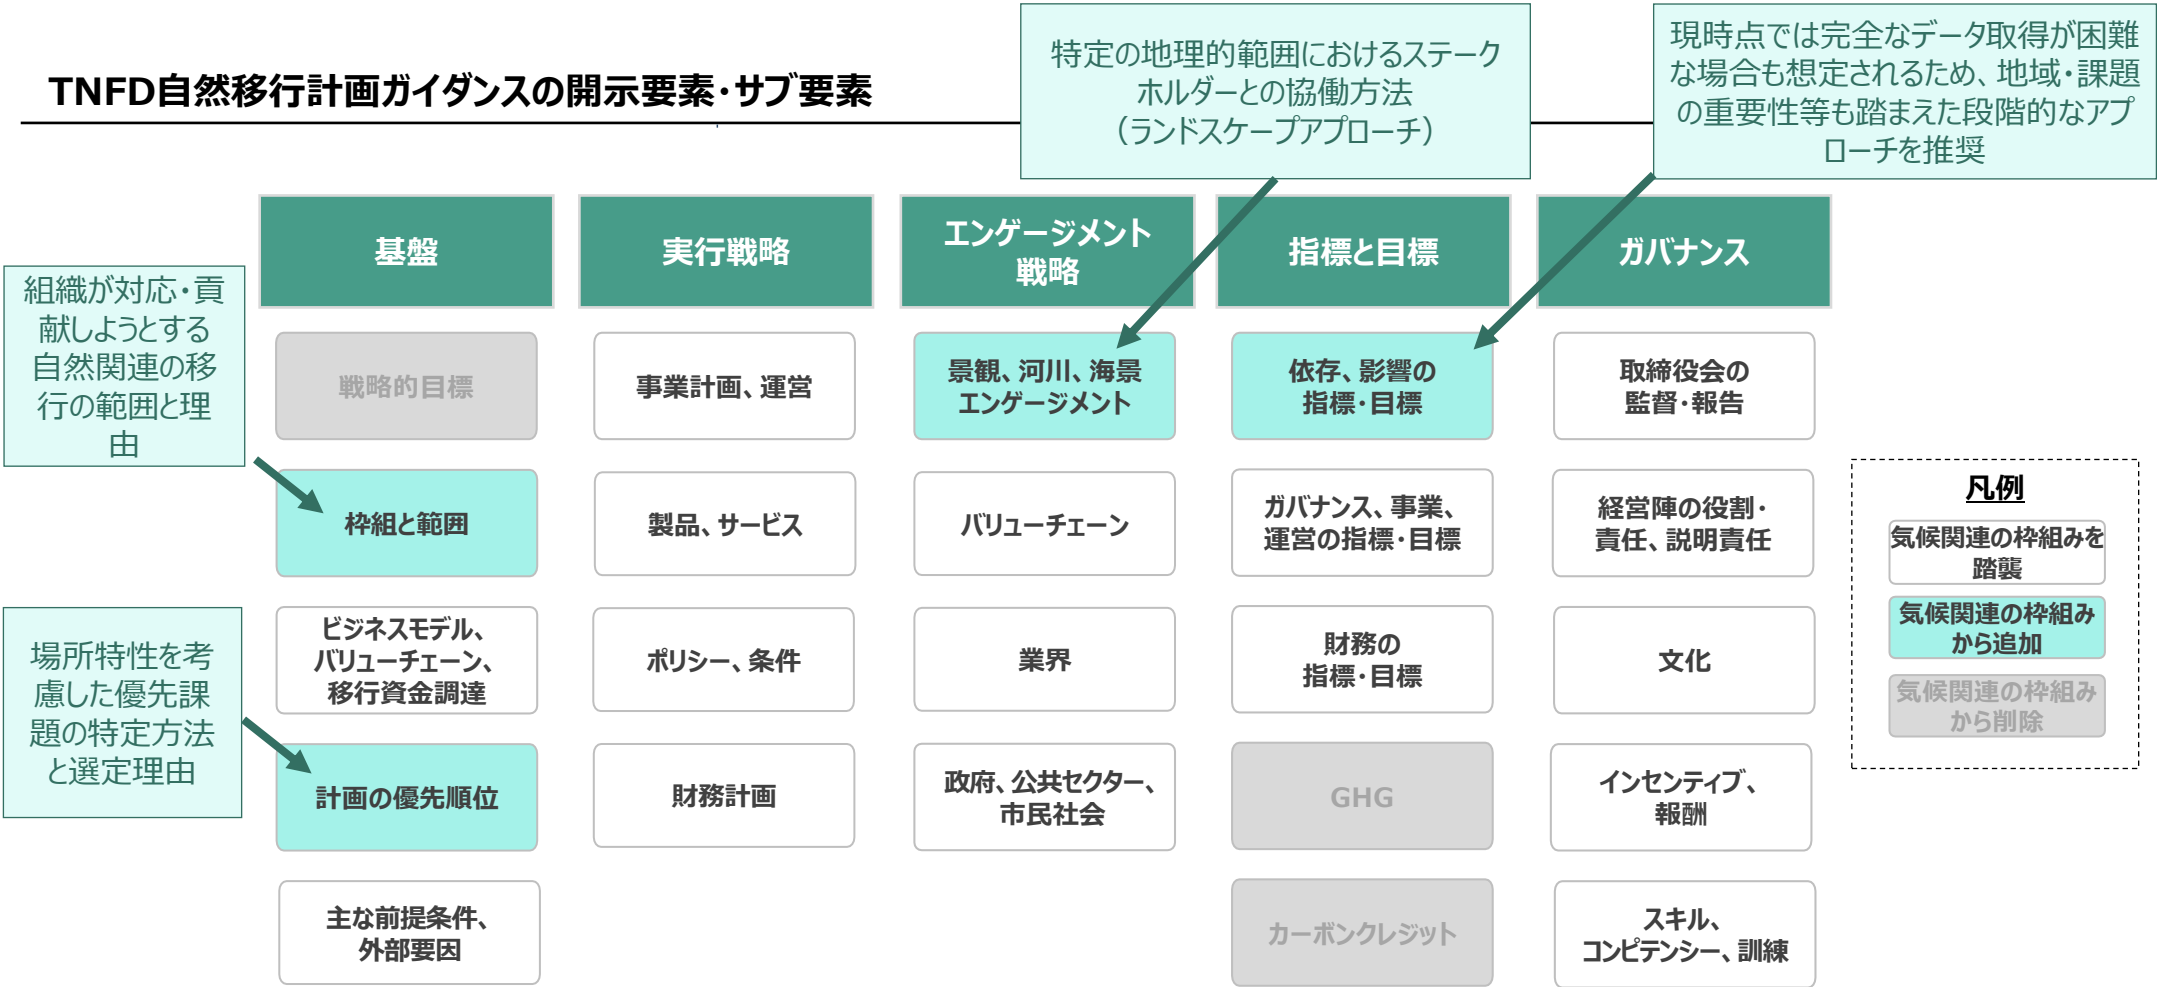 TNFD自然移行計画ガイダンスの開示要素・サブ要素
特定の地理的範囲におけるステーク
ホルダーとの協働方法
（ランドスケープアプローチ）
現時点では完全なデータ取得が困難
な場合も想定されるため、地域・課題
の重要性等も踏まえた段階的なアプ
ローチを推奨
組織が対応・貢
献しようとする
自然関連の移
行の範囲と理
由
場所特性を考
慮した優先課
題の特定方法
と選定理由
基盤
戦略的目標
枠組と範囲
ビジネスモデル、
バリューチェーン、
移行資金調達
計画の優先順位
主な前提条件、
外部要因
実行戦略
事業計画、運営
製品、サービス
ポリシー、条件
財務計画
エンゲージメント
戦略
景観、河川、海景
エンゲージメント
バリューチェーン
業界
政府、公共セクター、
市民社会
指標と目標
依存、影響の
指標・目標
ガバナンス、事業、
運営の指標・目標
財務の
指標・目標
GHG
カーボンクレジット
ガバナンス
取締役会の
監督・報告
経営陣の役割・
責任、説明責任
文化
インセンティブ、
報酬
スキル、
コンピテンシー、訓練
凡例
気候関連の枠組みを
踏襲
気候関連の枠組み
から追加
気候関連の枠組み
から削除